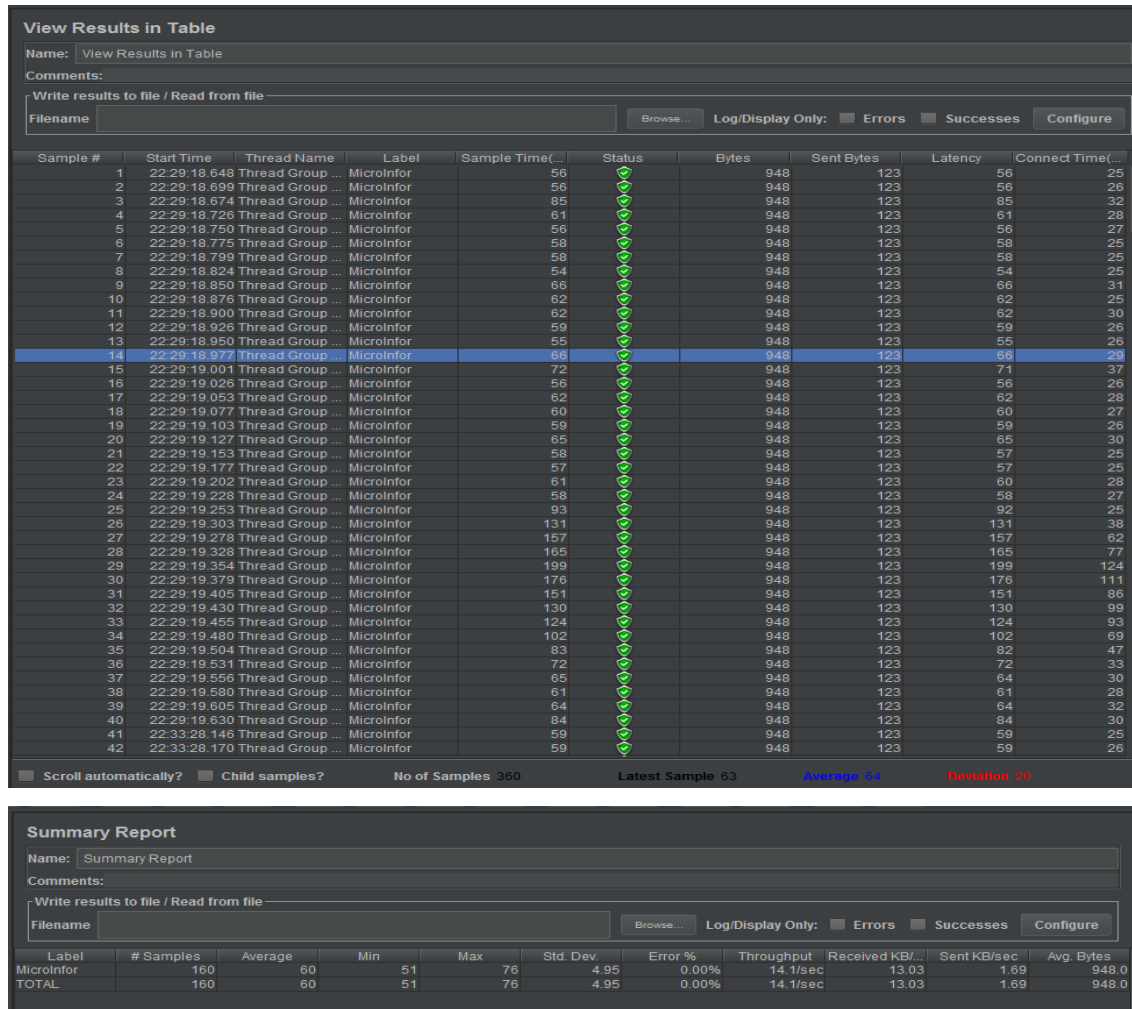 View Results in Table
Name: View Results in Table
Comments:
Write results to file / Read from file
Filename Browse... Log/Display Only: Errors Successes Configure
Sample # Start Time Thread Name Label Sample Time(... Status Bytes Sent Bytes Latency Connect Time(...
1 22:29:18.648 Thread Group ... MicroInfor 56 948 123 56 25
2 22:29:18.699 Thread Group ... MicroInfor 56 948 123 56 26
3 22:29:18.674 Thread Group ... MicroInfor 85 948 123 85 32
4 22:29:18.726 Thread Group ... MicroInfor 61 948 123 61 28
5 22:29:18.750 Thread Group ... MicroInfor 56 948 123 56 27
6 22:29:18.775 Thread Group ... MicroInfor 58 948 123 58 25
7 22:29:18.799 Thread Group ... MicroInfor 58 948 123 58 25
8 22:29:18.824 Thread Group ... MicroInfor 54 948 123 54 25
9 22:29:18.850 Thread Group ... MicroInfor 66 948 123 66 31
10 22:29:18.876 Thread Group ... MicroInfor 62 948 123 62 25
11 22:29:18.900 Thread Group ... MicroInfor 62 948 123 62 30
12 22:29:18.926 Thread Group ... MicroInfor 59 948 123 59 26
13 22:29:18.950 Thread Group ... MicroInfor 55 948 123 55 26
14 22:29:18.977 Thread Group ... MicroInfor 66 948 123 66 29
15 22:29:19.001 Thread Group ... MicroInfor 72 948 123 71 37
16 22:29:19.026 Thread Group ... MicroInfor 56 948 123 56 26
17 22:29:19.053 Thread Group ... MicroInfor 62 948 123 62 28
18 22:29:19.077 Thread Group ... MicroInfor 60 948 123 60 27
19 22:29:19.103 Thread Group ... MicroInfor 59 948 123 59 26
20 22:29:19.127 Thread Group ... MicroInfor 65 948 123 65 30
21 22:29:19.153 Thread Group ... MicroInfor 58 948 123 57 25
22 22:29:19.177 Thread Group ... MicroInfor 57 948 123 57 25
23 22:29:19.202 Thread Group ... MicroInfor 61 948 123 60 28
24 22:29:19.228 Thread Group ... MicroInfor 58 948 123 58 27
25 22:29:19.253 Thread Group ... MicroInfor 93 948 123 92 25
26 22:29:19.303 Thread Group ... MicroInfor 131 948 123 131 38
27 22:29:19.278 Thread Group ... MicroInfor 157 948 123 157 62
28 22:29:19.328 Thread Group ... MicroInfor 165 948 123 165 77
29 22:29:19.354 Thread Group ... MicroInfor 199 948 123 199 124
30 22:29:19.379 Thread Group ... MicroInfor 176 948 123 176 111
31 22:29:19.405 Thread Group ... MicroInfor 151 948 123 151 86
32 22:29:19.430 Thread Group ... MicroInfor 130 948 123 130 99
33 22:29:19.455 Thread Group ... MicroInfor 124 948 123 124 93
34 22:29:19.480 Thread Group ... MicroInfor 102 948 123 102 69
35 22:29:19.504 Thread Group ... MicroInfor 83 948 123 82 47
36 22:29:19.531 Thread Group ... MicroInfor 72 948 123 72 33
37 22:29:19.556 Thread Group ... MicroInfor 65 948 123 64 30
38 22:29:19.580 Thread Group ... MicroInfor 61 948 123 61 28
39 22:29:19.605 Thread Group ... MicroInfor 64 948 123 64 32
40 22:29:19.630 Thread Group ... MicroInfor 84 948 123 84 30
41 22:33:28.146 Thread Group ... MicroInfor 59 948 123 59 25
42 22:33:28.170 Thread Group ... MicroInfor 59 948 123 59 26
Scroll automatically? Child samples? No of Samples 360 Latest Sample 63 Average 64 Deviation 20
Summary Report
Name: Summary Report
Comments:
Write results to file / Read from file
Filename Browse... Log/Display Only: Errors Successes Configure
Label # Samples Average Min Max Std. Dev. Error % Throughput Received KB/... Sent KB/sec Avg. Bytes
MicroInfor 160 60 51 76 4.95 0.00% 14.1/sec 13.03 1.69 948.0
TOTAL 160 60 51 76 4.95 0.00% 14.1/sec 13.03 1.69 948.0